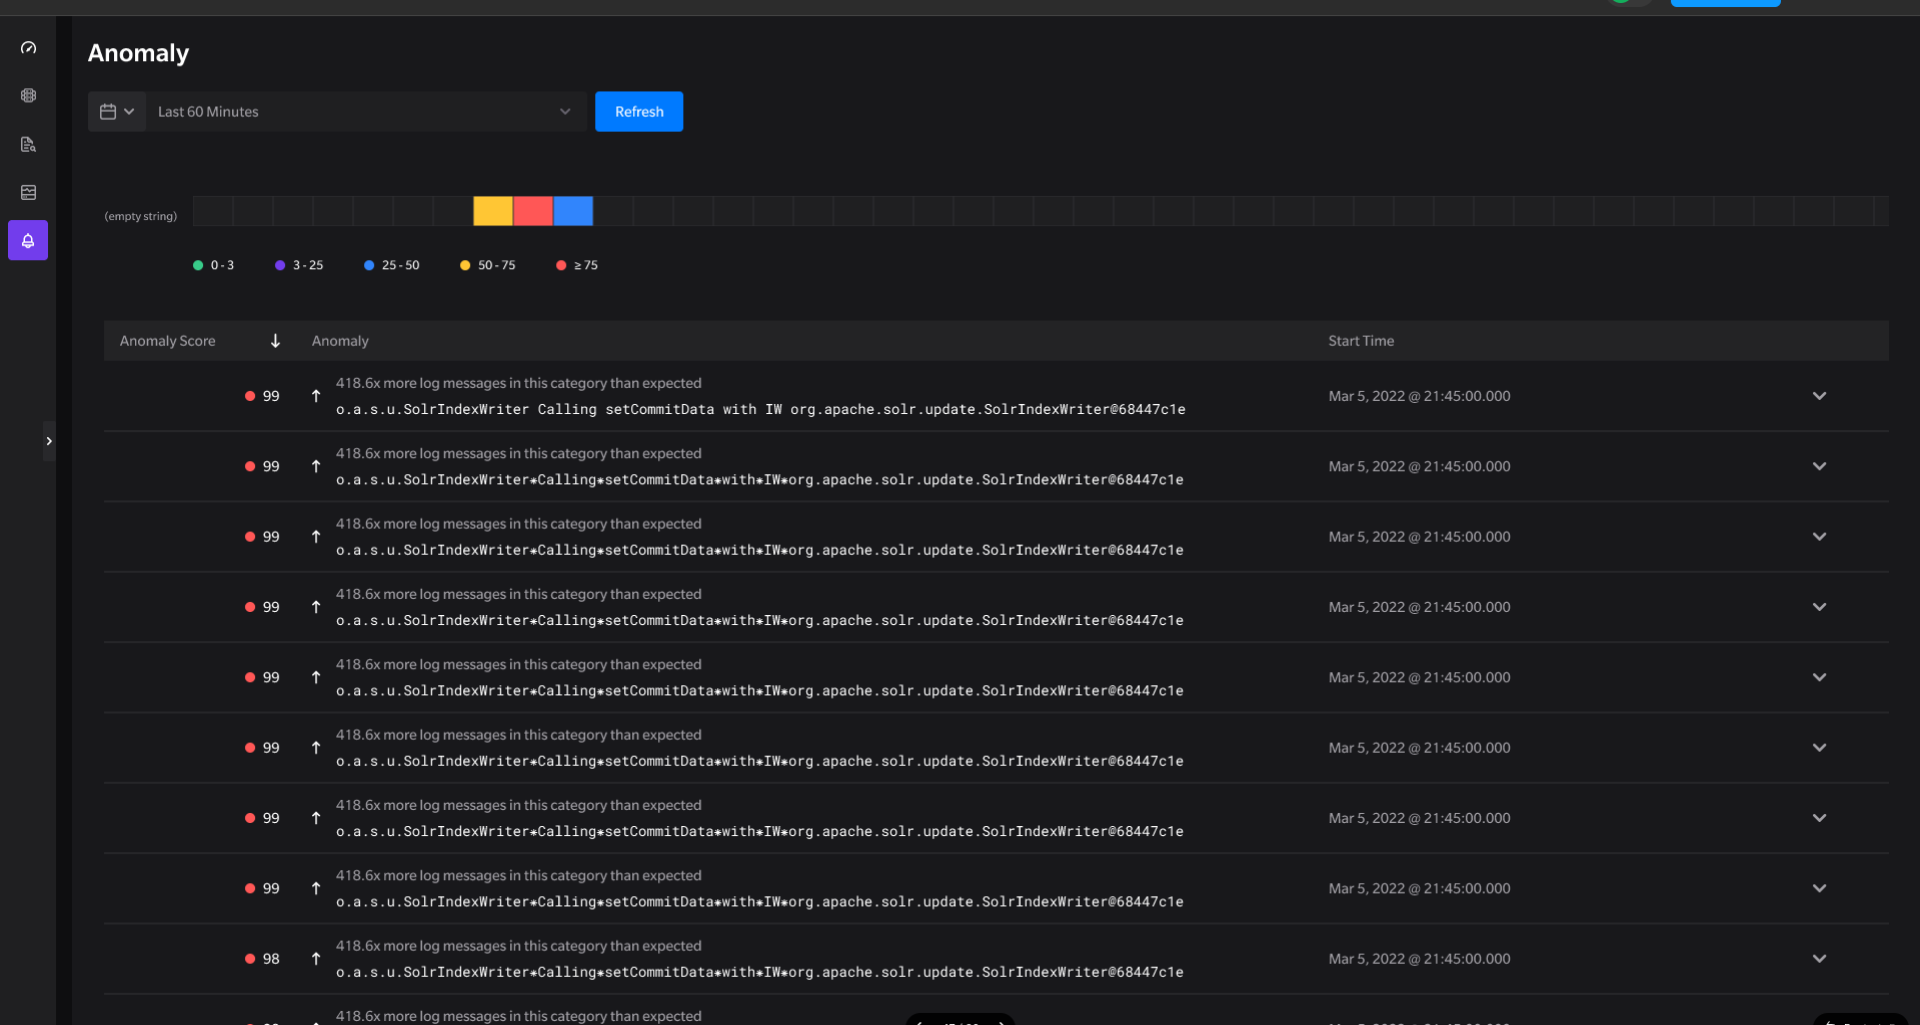 Anomaly
Last 60 Minutes
Refresh
(empty string)
0 - 3
3 - 25
25 - 50
50 - 75
≥ 75
Anomaly Score ↓ Anomaly Start Time
418.6x more log messages in this category than expected
99 ↑ Mar 5, 2022 @ 21:45:00.000
o.a.s.u.SolrIndexWriter Calling setCommitData with IW org.apache.solr.update.SolrIndexWriter@68447c1e
418.6x more log messages in this category than expected
99 ↑ Mar 5, 2022 @ 21:45:00.000
o.a.s.u.SolrIndexWriter*Calling*setCommitData*with*IW*org.apache.solr.update.SolrIndexWriter@68447c1e
418.6x more log messages in this category than expected
99 ↑ Mar 5, 2022 @ 21:45:00.000
o.a.s.u.SolrIndexWriter*Calling*setCommitData*with*IW*org.apache.solr.update.SolrIndexWriter@68447c1e
418.6x more log messages in this category than expected
99 ↑ Mar 5, 2022 @ 21:45:00.000
o.a.s.u.SolrIndexWriter*Calling*setCommitData*with*IW*org.apache.solr.update.SolrIndexWriter@68447c1e
418.6x more log messages in this category than expected
99 ↑ Mar 5, 2022 @ 21:45:00.000
o.a.s.u.SolrIndexWriter*Calling*setCommitData*with*IW*org.apache.solr.update.SolrIndexWriter@68447c1e
418.6x more log messages in this category than expected
99 ↑ Mar 5, 2022 @ 21:45:00.000
o.a.s.u.SolrIndexWriter*Calling*setCommitData*with*IW*org.apache.solr.update.SolrIndexWriter@68447c1e
418.6x more log messages in this category than expected
99 ↑ Mar 5, 2022 @ 21:45:00.000
o.a.s.u.SolrIndexWriter*Calling*setCommitData*with*IW*org.apache.solr.update.SolrIndexWriter@68447c1e
418.6x more log messages in this category than expected
99 ↑ Mar 5, 2022 @ 21:45:00.000
o.a.s.u.SolrIndexWriter*Calling*setCommitData*with*IW*org.apache.solr.update.SolrIndexWriter@68447c1e
418.6x more log messages in this category than expected
98 ↑ Mar 5, 2022 @ 21:45:00.000
o.a.s.u.SolrIndexWriter*Calling*setCommitData*with*IW*org.apache.solr.update.SolrIndexWriter@68447c1e
418.6x more log messages in this category than expected